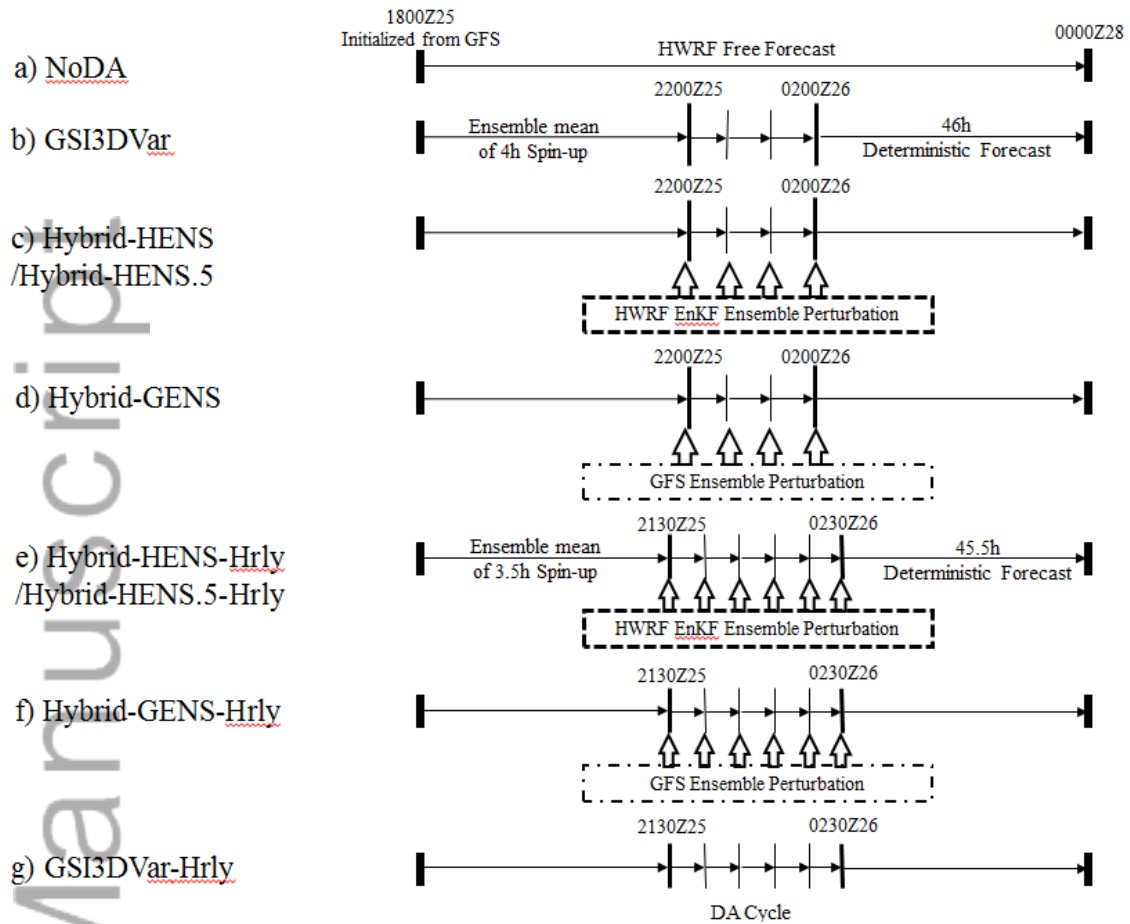 1800Z25
Initialized from GFS
0000Z28
a) NoDA
HWRF Free Forecast
2200Z25
0200Z26
b) GSI3DVar
Ensemble mean
of 4h Spin-up
46h
Deterministic Forecast
2200Z25
0200Z26
c) Hybrid-HENS
/Hybrid-HENS.5
HWRF EnKF Ensemble Perturbation
2200Z25
0200Z26
d) Hybrid-GENS
GFS Ensemble Perturbation
2130Z25
0230Z26
e) Hybrid-HENS-Hrly
/Hybrid-HENS.5-Hrly
Ensemble mean
of 3.5h Spin-up
45.5h
Deterministic Forecast
HWRF EnKF Ensemble Perturbation
2130Z25
0230Z26
f) Hybrid-GENS-Hrly
GFS Ensemble Perturbation
2130Z25
0230Z26
g) GSI3DVar-Hrly
DA Cycle
Manuscript